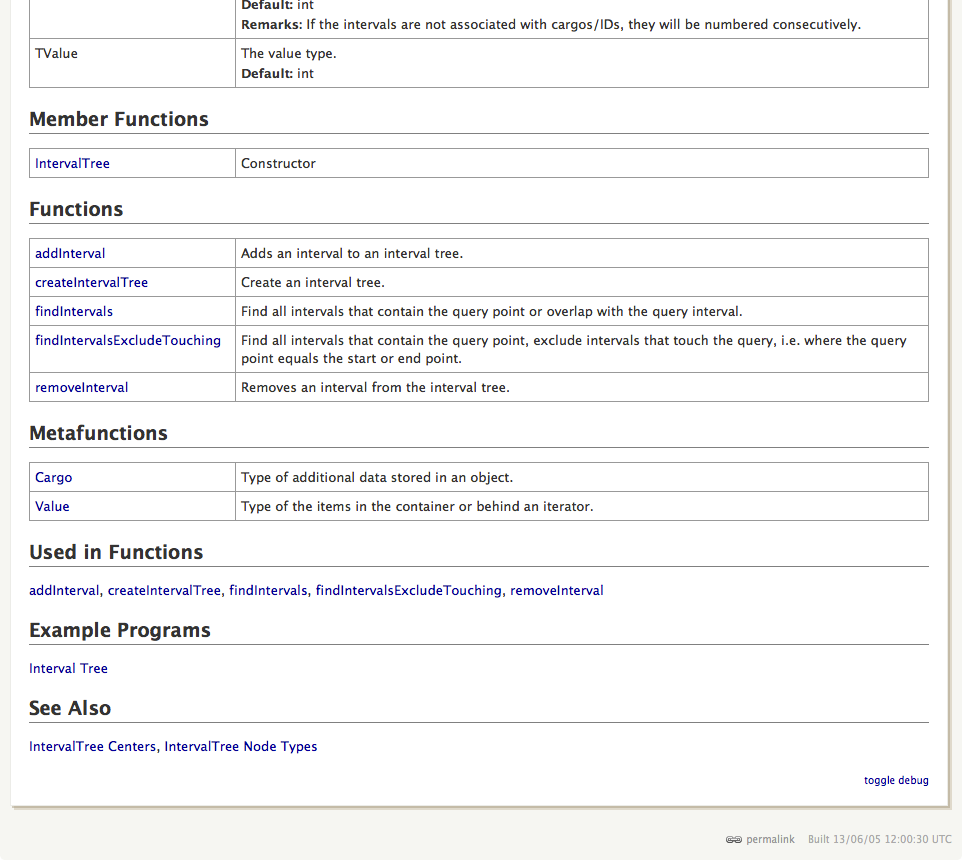 Default: int
Remarks: If the intervals are not associated with cargos/IDs, they will be numbered consecutively.
TValue
The value type.
Default: int
Member Functions
IntervalTree
Constructor
Functions
addInterval
Adds an interval to an interval tree.
createIntervalTree
Create an interval tree.
findIntervals
Find all intervals that contain the query point or overlap with the query interval.
findIntervalsExcludeTouching
Find all intervals that contain the query point, exclude intervals that touch the query, i.e. where the query
point equals the start or end point.
removeInterval
Removes an interval from the interval tree.
Metafunctions
Cargo
Type of additional data stored in an object.
Value
Type of the items in the container or behind an iterator.
Used in Functions
addInterval, createIntervalTree, findIntervals, findIntervalsExcludeTouching, removeInterval
Example Programs
Interval Tree
See Also
IntervalTree Centers, IntervalTree Node Types
toggle debug
permalink Built 13/06/05 12:00:30 UTC